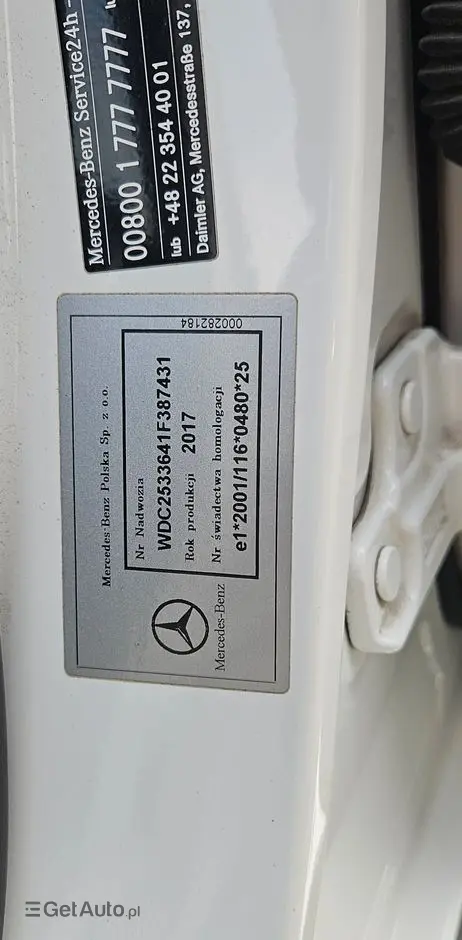 Mercedes-Benz Service24h -
00800 1 777 7777
lub +48 22 354 40 01
Daimler AG, Mercedesstraße 137,
000282184
Mercedes-Benz Polska Sp. z o.o.
Nr Nadwozia
WDC2533641F387431
Rok produkcji 2017
Nr świadectwa homologacji
e1*2001/116*0480*25
Mercedes-Benz
GetAuto.pl